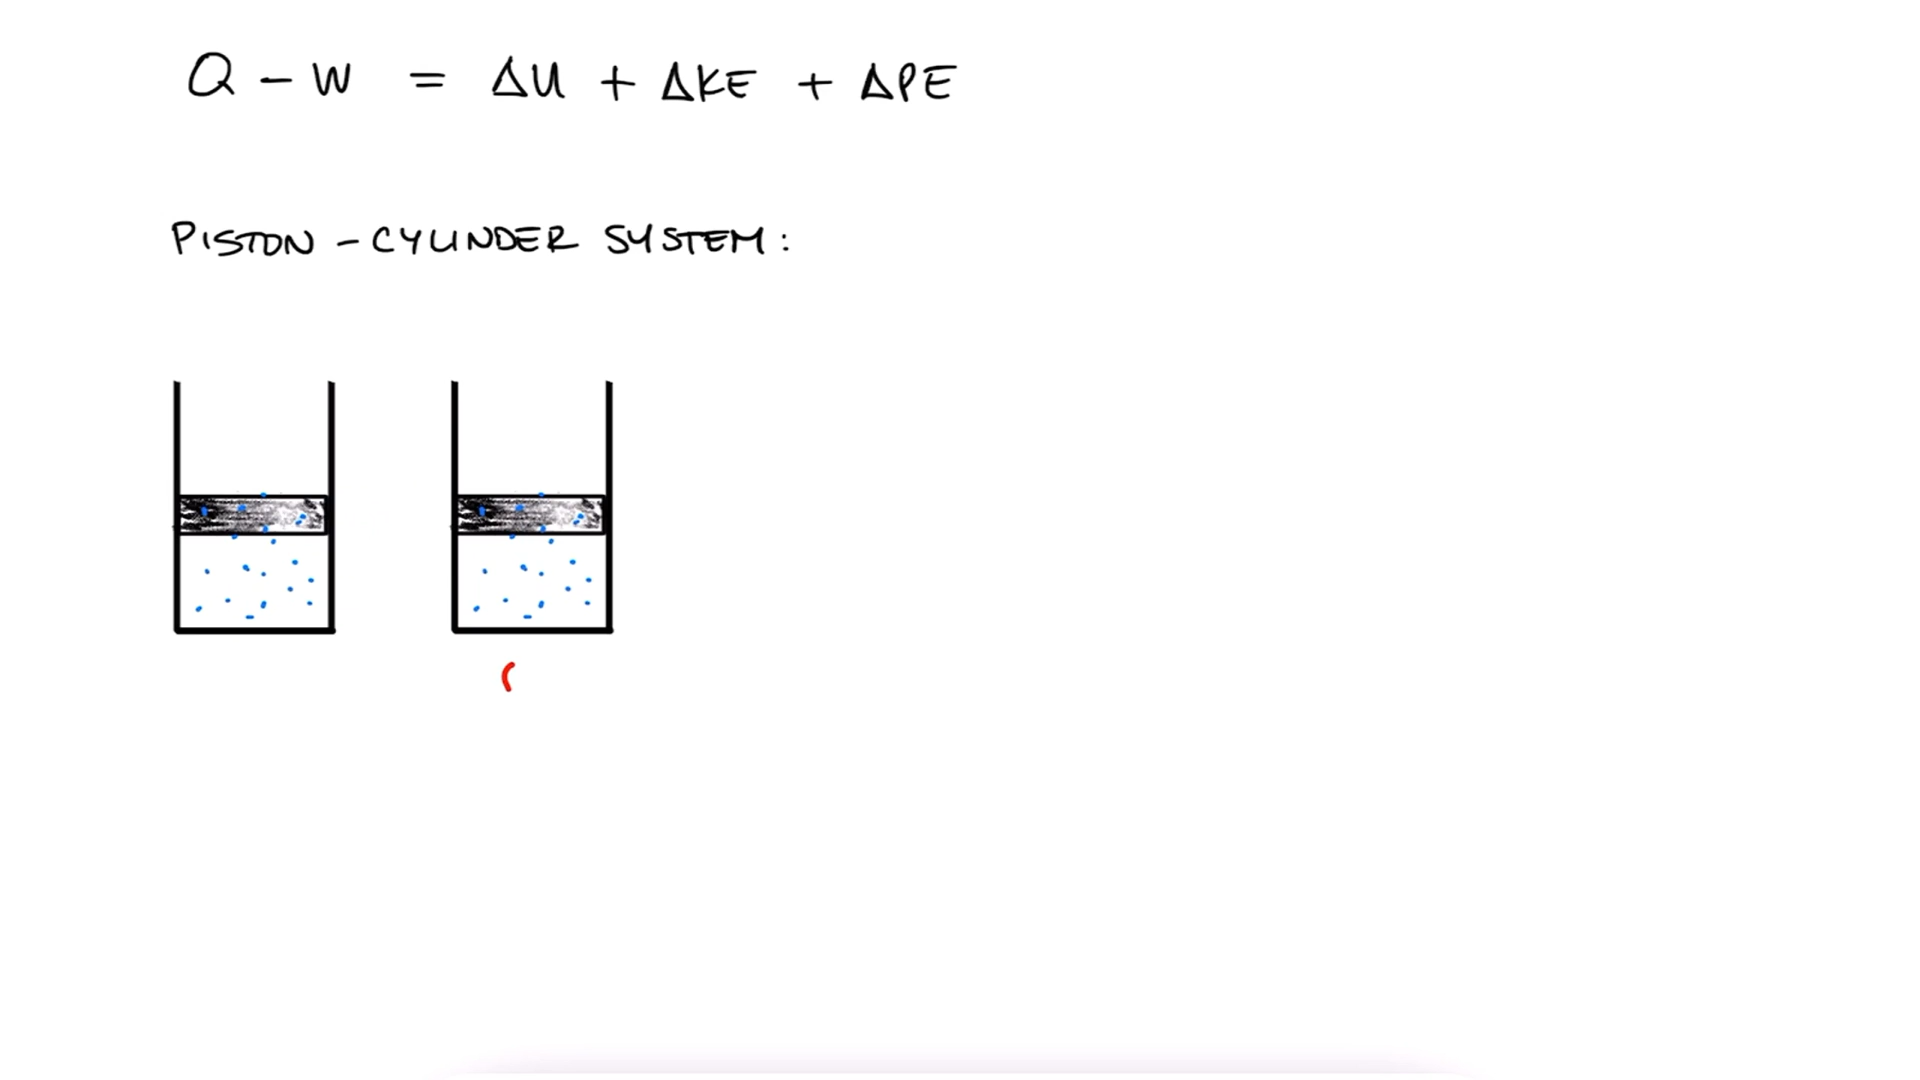 Q - W = ΔU + ΔKE + ΔPE
PISTON - CYLINDER SYSTEM: